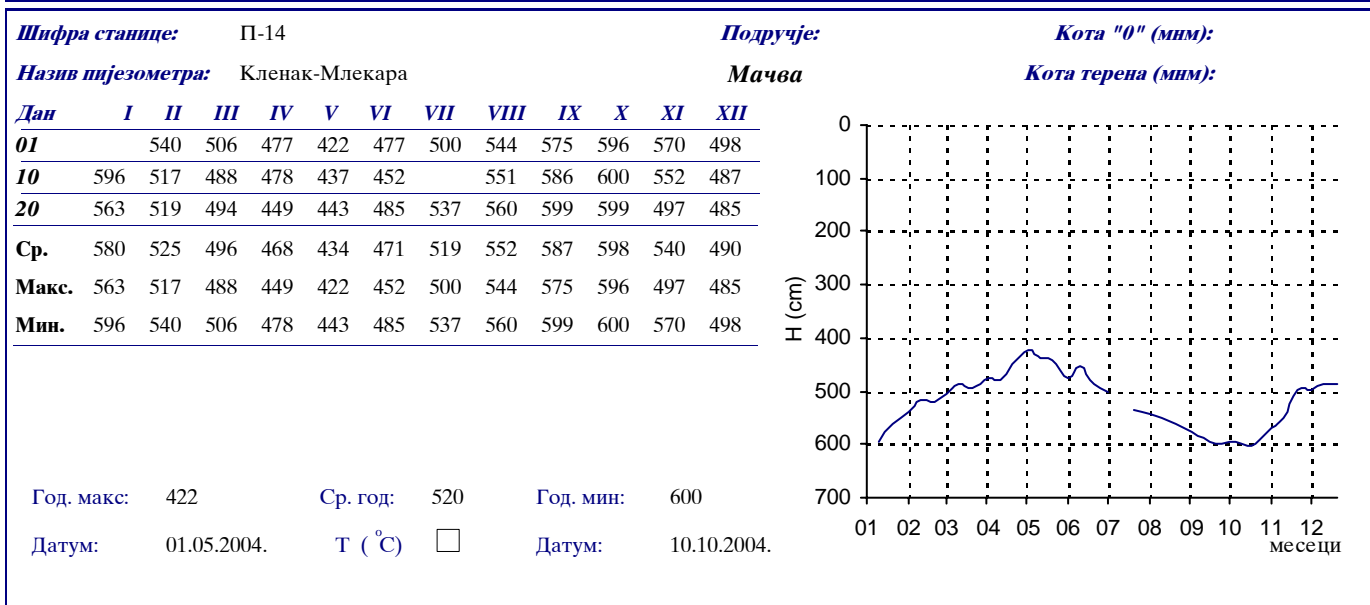 Шифра станице: П-14 Подручје: Кота "0" (мнм):
Назив пијезометра: Кленак-Млекара Мачва Кота терена (мнм):
Дан I II III IV V VI VII VIII IX X XI XII
01 540 506 477 422 477 500 544 575 596 570 498
10 596 517 488 478 437 452 551 586 600 552 487
20 563 519 494 449 443 485 537 560 599 599 497 485
Ср. 580 525 496 468 434 471 519 552 587 598 540 490
Макс. 563 517 488 449 422 452 500 544 575 596 497 485
Мин. 596 540 506 478 443 485 537 560 599 600 570 498
Год. макс: 422 Ср. год: 520 Год. мин: 600
Датум: 01.05.2004. Т ( °С) Датум: 10.10.2004.
H (cm)
0
100
200
300
400
500
600
700
01 02 03 04 05 06 07 08 09 10 11 12
месеци